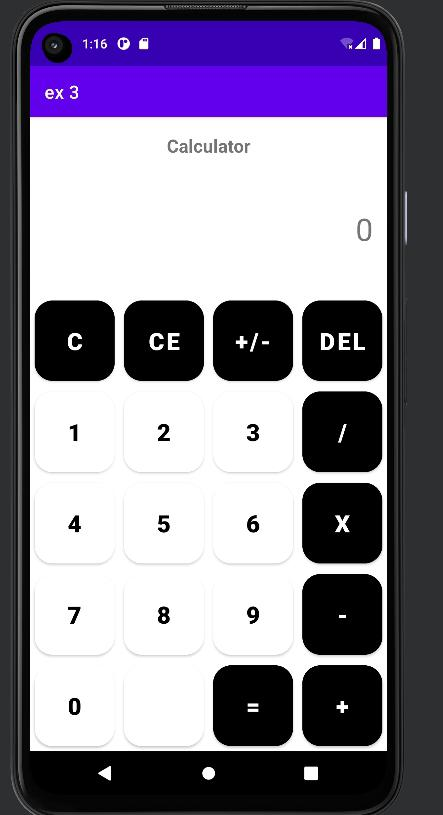 1:16
ex 3
Calculator
0
C CE +/- DEL
1 2 3 /
4 5 6 X
7 8 9 -
0 = +